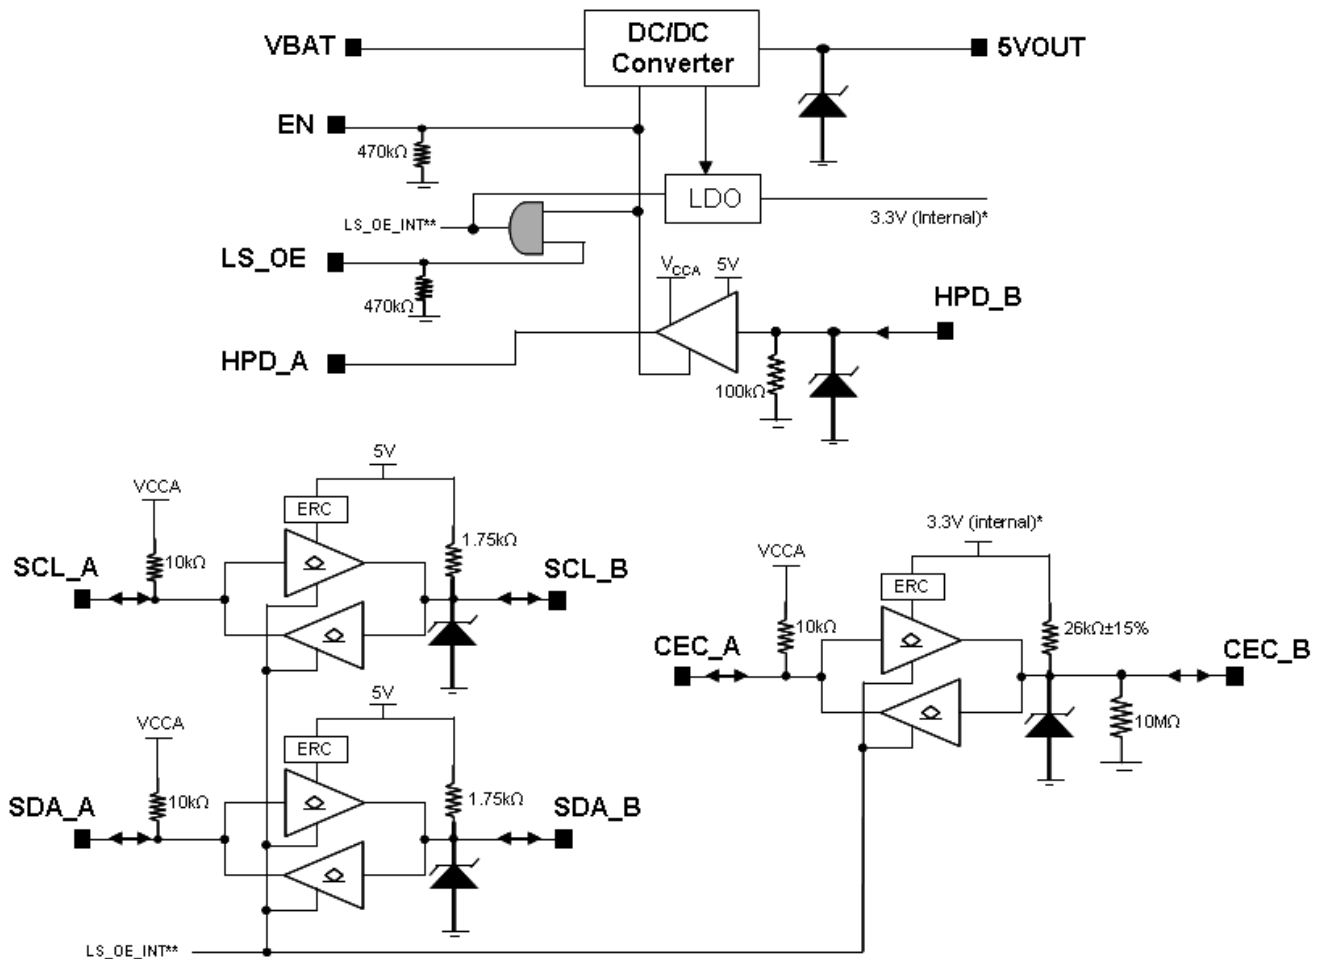 VBAT
DC/DC
Converter
5VOUT
EN
470kΩ
LDO
LS_OE_INT**
3.3V (Internal)*
LS_OE
470kΩ
VCCA
5V
HPD_B
HPD_A
100kΩ
5V
VCCA
ERC
SCL_A
10kΩ
1.75kΩ
SCL_B
3.3V (internal)*
VCCA
ERC
CEC_A
10kΩ
26kΩ±15%
CEC_B
10MΩ
5V
VCCA
ERC
SDA_A
10kΩ
1.75kΩ
SDA_B
LS_OE_INT**